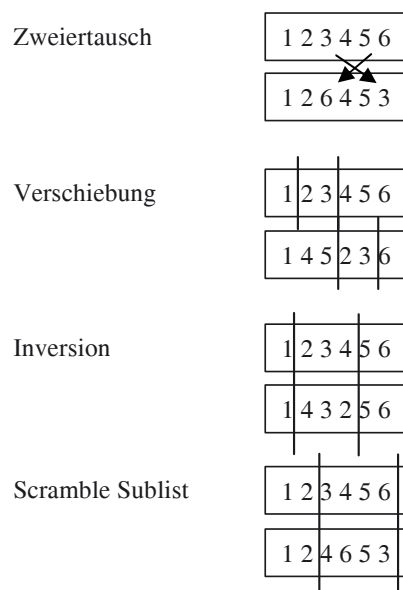 Zweiertausch
1 2 3 4 5 6
1 2 6 4 5 3
Verschiebung
1 2 3 4 5 6
1 4 5 2 3 6
Inversion
1 2 3 4 5 6
1 4 3 2 5 6
Scramble Sublist
1 2 3 4 5 6
1 2 4 6 5 3